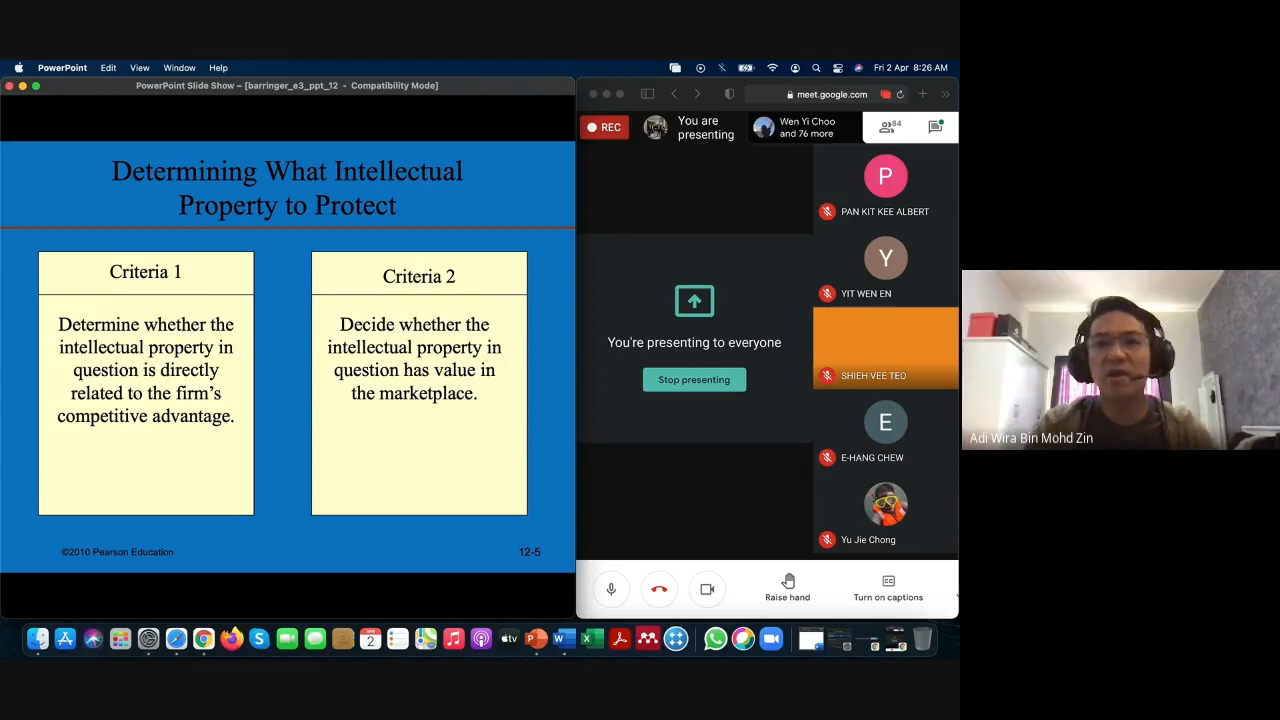 PowerPoint Edit View Window Help
Fri 2 Apr 8:26 AM
PowerPoint Slide Show – [barringer_e3_ppt_12 - Compatibility Mode]
Determining What Intellectual
Property to Protect
Criteria 1
Determine whether the
intellectual property in
question is directly
related to the firm's
competitive advantage.
Criteria 2
Decide whether the
intellectual property in
question has value in
the marketplace.
©2010 Pearson Education
12-5
meet.google.com
REC
You are
presenting
Wen Yi Choo
and 76 more
84
P
PAN KIT KEE ALBERT
Y
YIT WEN EN
SHIEH VEE TEO
E
E-HANG CHEW
Yu Jie Chong
You're presenting to everyone
Stop presenting
Raise hand
Turn on captions
Adi Wira Bin Mohd Zin
APR
2
tv